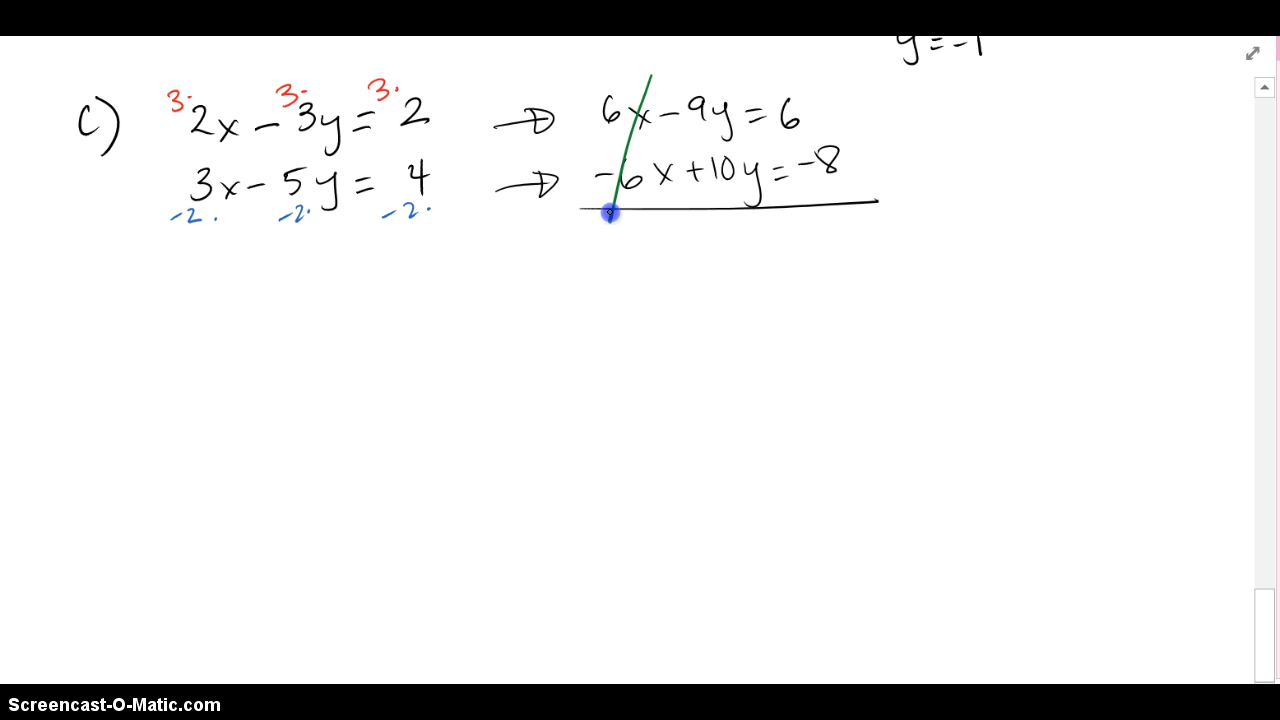 y = -1
c) 3· 2x - 3· 3y = 3· 2 → 6x - 9y = 6
3x - 5y = 4 → -6x + 10y = -8
-2· -2· -2·
Screencast-O-Matic.com